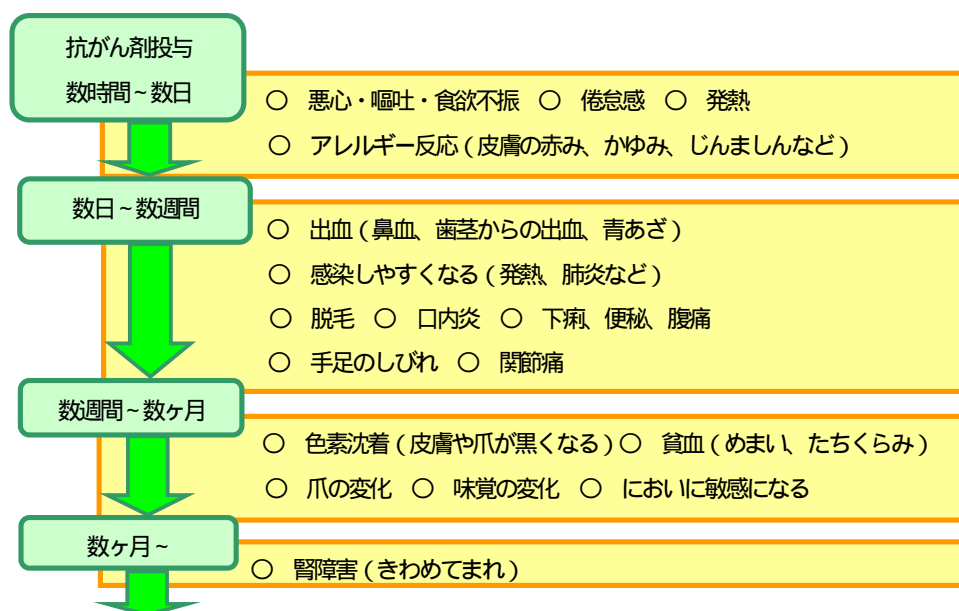 抗がん剤投与
数時間～数日
○ 悪心・嘔吐・食欲不振 ○ 倦怠感 ○ 発熱
○ アレルギー反応（皮膚の赤み、かゆみ、じんましんなど）
数日～数週間
○ 出血（鼻血、歯茎からの出血、青あざ）
○ 感染しやすくなる（発熱、肺炎など）
○ 脱毛 ○ 口内炎 ○ 下痢、便秘、腹痛
○ 手足のしびれ ○ 関節痛
数週間～数ヶ月
○ 色素沈着（皮膚や爪が黒くなる）○ 貧血（めまい、たちくらみ）
○ 爪の変化 ○ 味覚の変化 ○ においに敏感になる
数ヶ月～
○ 腎障害（きわめてまれ）